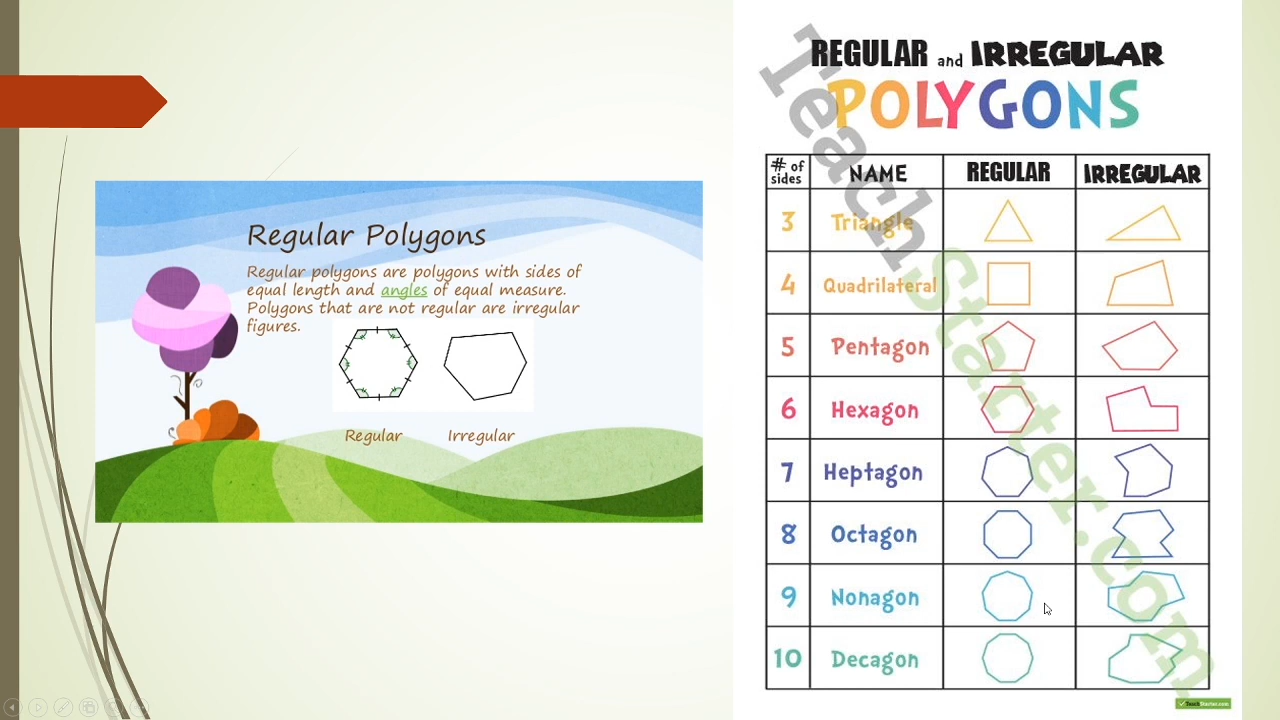 Regular Polygons
Regular polygons are polygons with sides of
equal length and angles of equal measure.
Polygons that are not regular are irregular
figures.
Regular Irregular
REGULAR and IRREGULAR
POLYGONS
# of sides NAME REGULAR IRREGULAR
3 Triangle
4 Quadrilateral
5 Pentagon
6 Hexagon
7 Heptagon
8 Octagon
9 Nonagon
10 Decagon
TeachStarter.com
TeachStarter.com